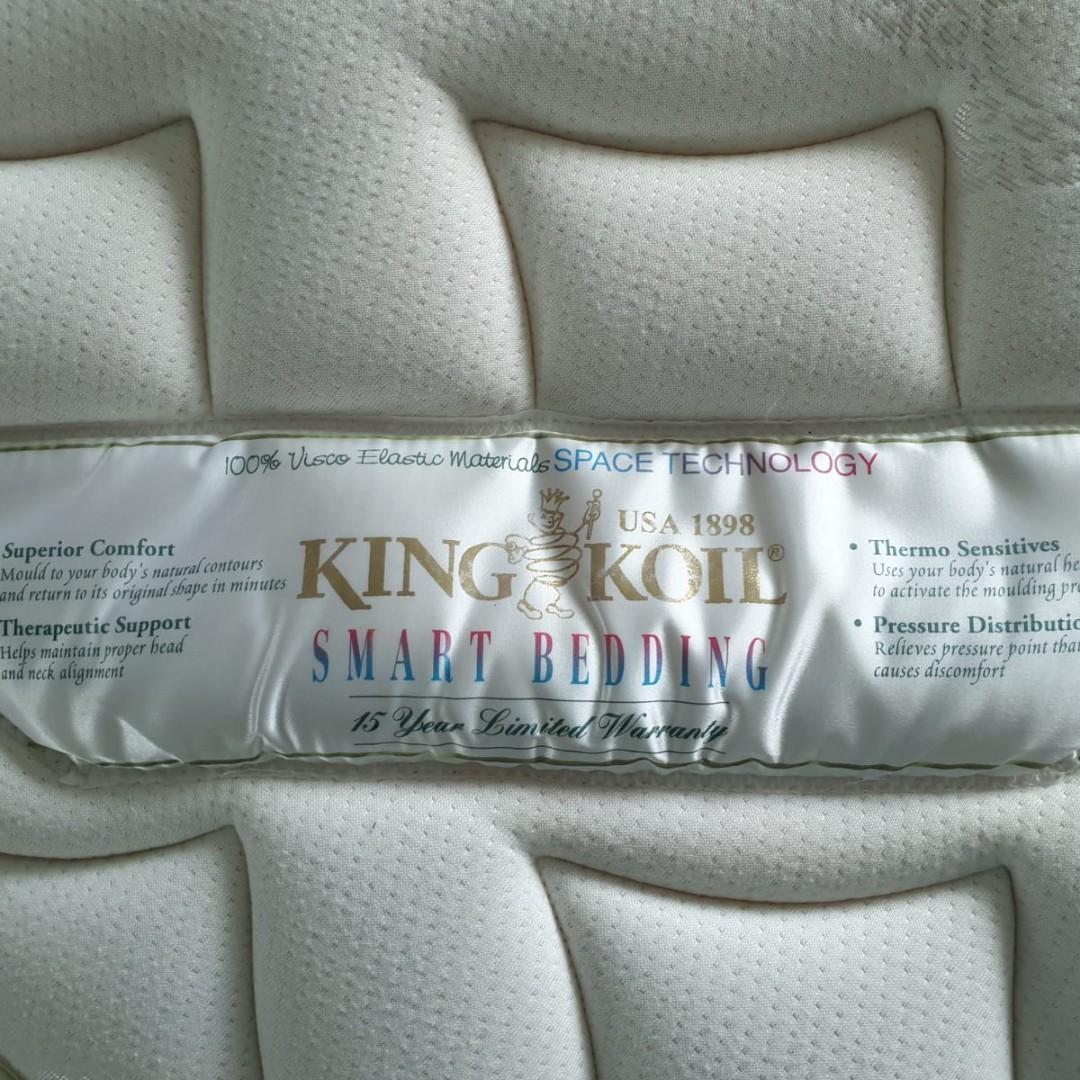 100% Visco Elastic Materials SPACE TECHNOLOGY
USA 1898
KING KOIL®
SMART BEDDING
15 Year Limited Warranty
Superior Comfort
Mould to your body's natural contours
and return to its original shape in minutes
Therapeutic Support
Helps maintain proper head
and neck alignment
• Thermo Sensitives
Uses your body's natural
to activate the moulding
• Pressure
Relieves pressure point that
causes discomfort